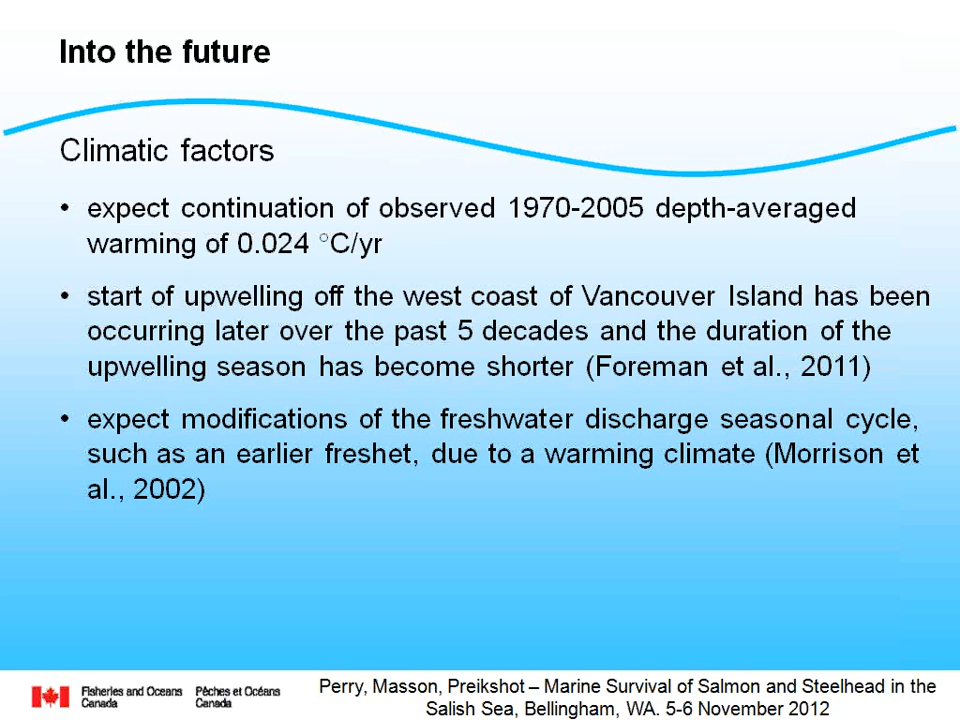 Into the future
Climatic factors
• expect continuation of observed 1970-2005 depth-averaged
warming of 0.024 °C/yr
• start of upwelling off the west coast of Vancouver Island has been
occurring later over the past 5 decades and the duration of the
upwelling season has become shorter (Foreman et al., 2011)
• expect modifications of the freshwater discharge seasonal cycle,
such as an earlier freshet, due to a warming climate (Morrison et
al., 2002)
Fisheries and Oceans
Canada
Pêches et Océans
Canada
Perry, Masson, Preikshot – Marine Survival of Salmon and Steelhead in the
Salish Sea, Bellingham, WA. 5-6 November 2012